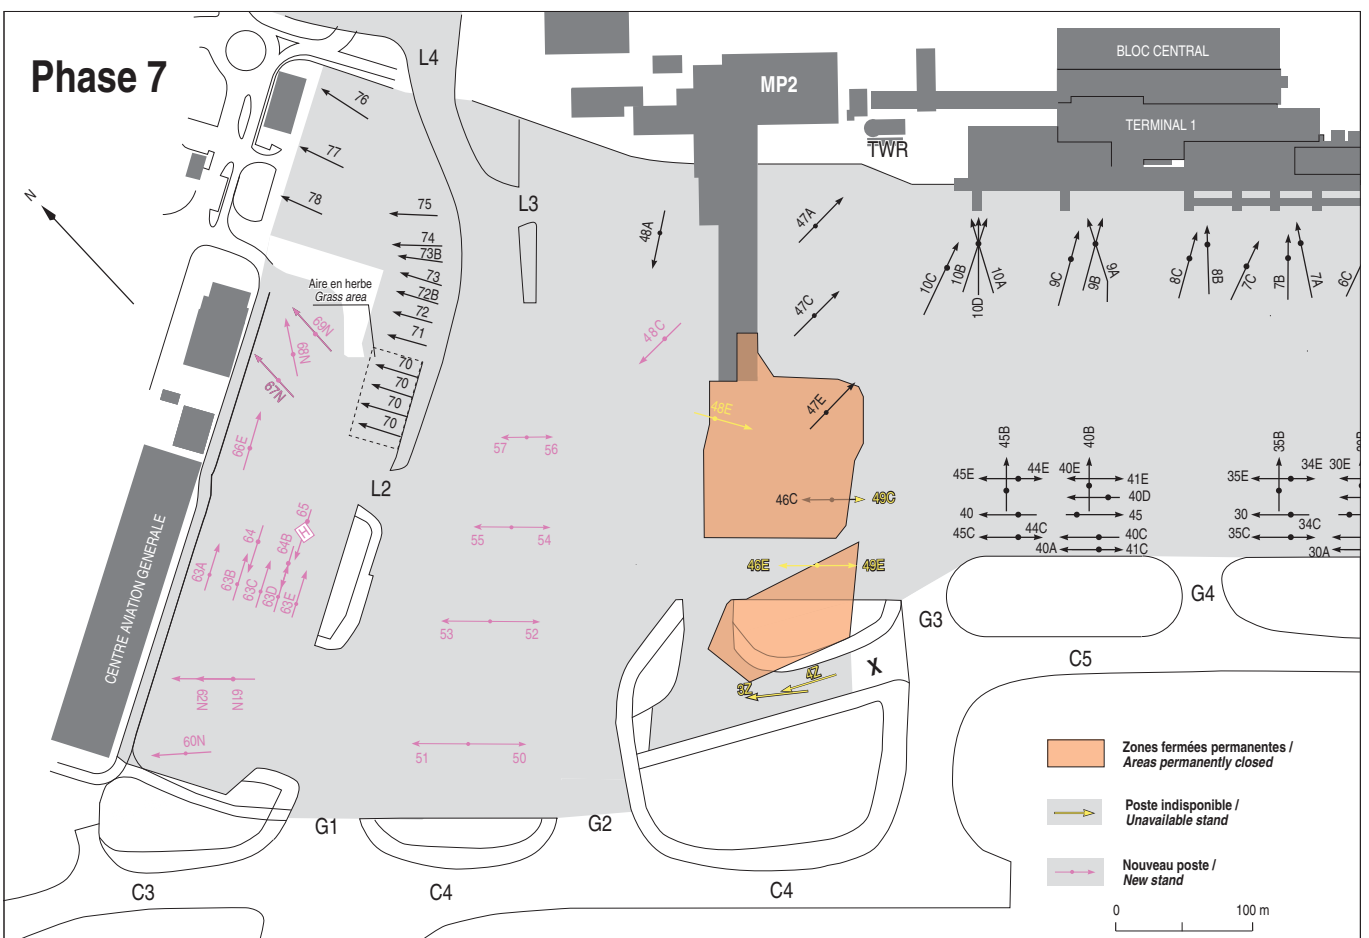 Phase 7
L4
MP2
BLOC CENTRAL
TERMINAL 1
TWR
N
76
77
78
75
74
73B
73
72B
72
71
70
70
70
70
L3
48A
47A
47C
48C
10C
10B
10D
10A
9C
9B
9A
8C
8B
7C
7B
7A
6C
Aire en herbe
Grass area
69N
68N
67N
66E
48E
47E
57
56
46C
49C
45B
45E
44E
40
45C
44C
40B
40E
41E
40D
45
40C
40A
41C
35B
35E
34E
30E
30
34C
35C
30A
L2
65
H
64
64B
63A
63B
63C
63D
63E
55
54
46E
49E
53
52
G3
G4
C5
X
4Z
3Z
62N
61N
60N
51
50
CENTRE AVIATION GENERALE
G1
G2
C3
C4
C4
Zones fermées permanentes /
Areas permanently closed
Poste indisponible /
Unavailable stand
Nouveau poste /
New stand
0
100 m